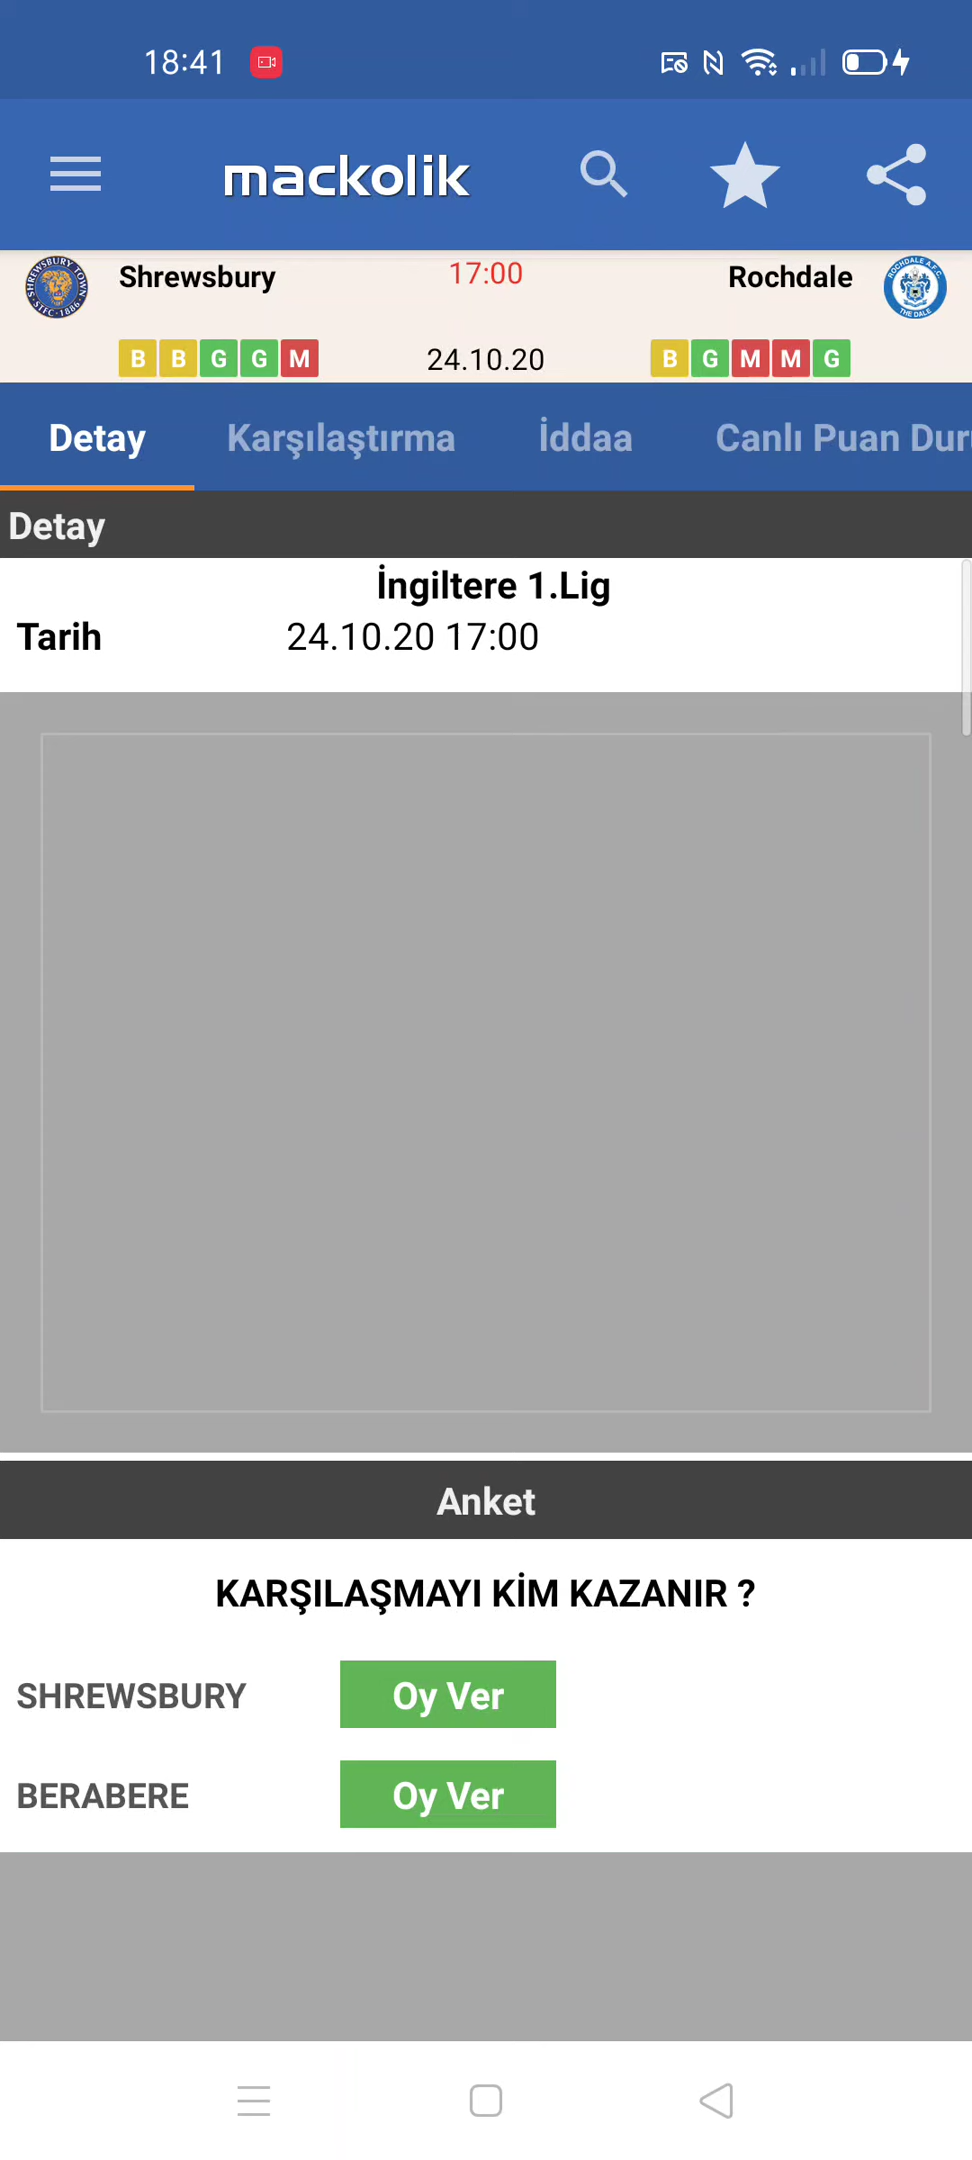 18:41
mackolik
Shrewsbury 17:00 Rochdale
B B G G M 24.10.20 B G M M G
Detay Karşılaştırma İddaa Canlı Puan Dur
Detay
İngiltere 1.Lig
Tarih 24.10.20 17:00
Anket
KARŞILAŞMAYI KİM KAZANIR ?
SHREWSBURY Oy Ver
BERABERE Oy Ver